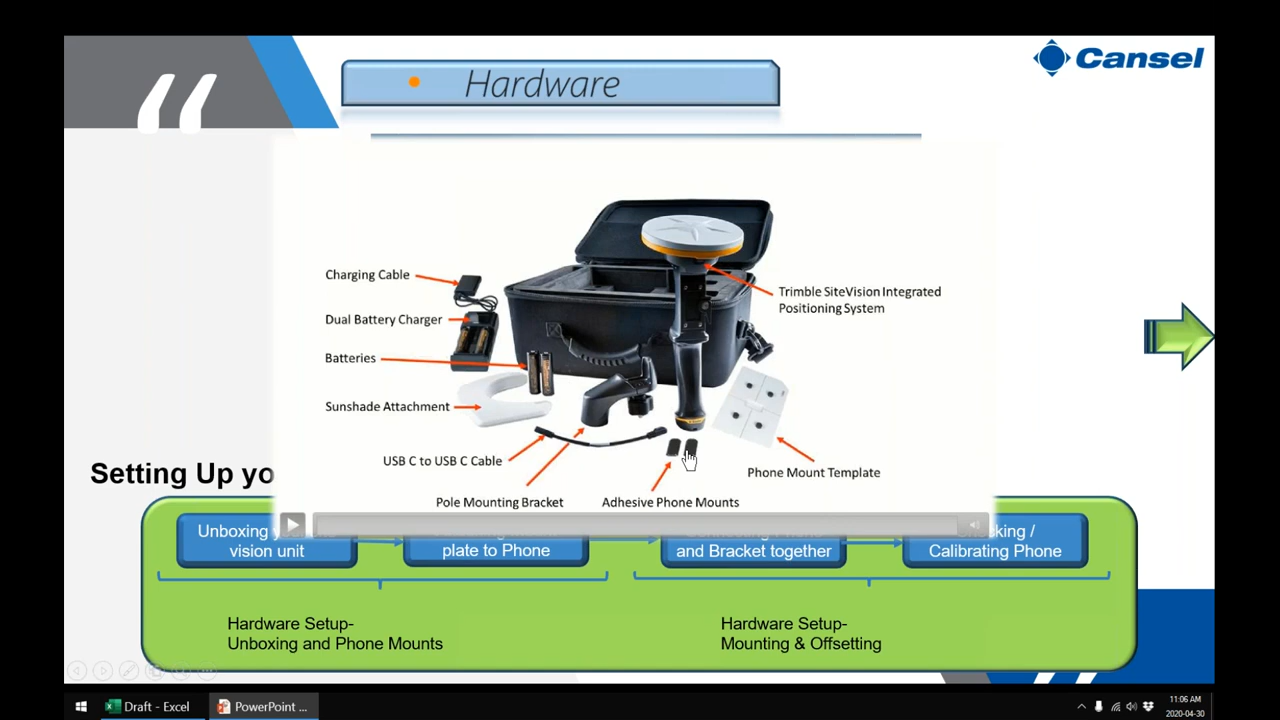 “
Cansel
• Hardware
Charging Cable
Dual Battery Charger
Batteries
Sunshade Attachment
USB C to USB C Cable
Pole Mounting Bracket
Adhesive Phone Mounts
Phone Mount Template
Trimble SiteVision Integrated
Positioning System
Setting Up yo
Unboxing
vision unit
plate to Phone
and Bracket together
Calibrating Phone
Hardware Setup-
Unboxing and Phone Mounts
Hardware Setup-
Mounting & Offsetting
Draft - Excel
PowerPoint ...
11:06 AM
2020-04-30